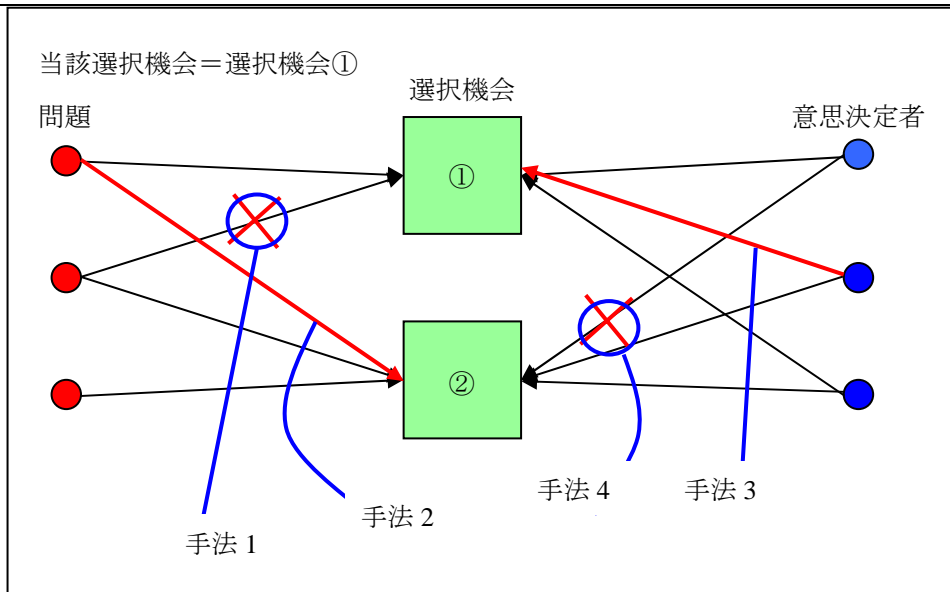 当該選択機会＝選択機会①
選択機会
問題
意思決定者
①
②
手法 4
手法 3
手法 2
手法 1